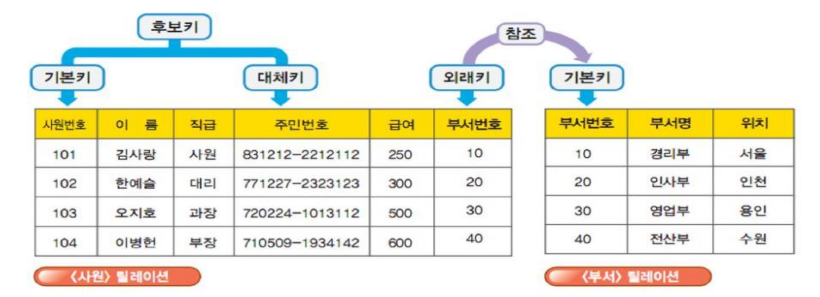 후보키
참조
기본키 대체키 외래키 기본키
사원번호 이 름 직급 주민번호 급여 부서번호
101 김사랑 사원 831212-2212112 250 10
102 한예슬 대리 771227-2323123 300 20
103 오지호 과장 720224-1013112 500 30
104 이병헌 부장 710509-1934142 600 40
<사원> 릴레이션
부서번호 부서명 위치
10 경리부 서울
20 인사부 인천
30 영업부 용인
40 전산부 수원
<부서> 릴레이션